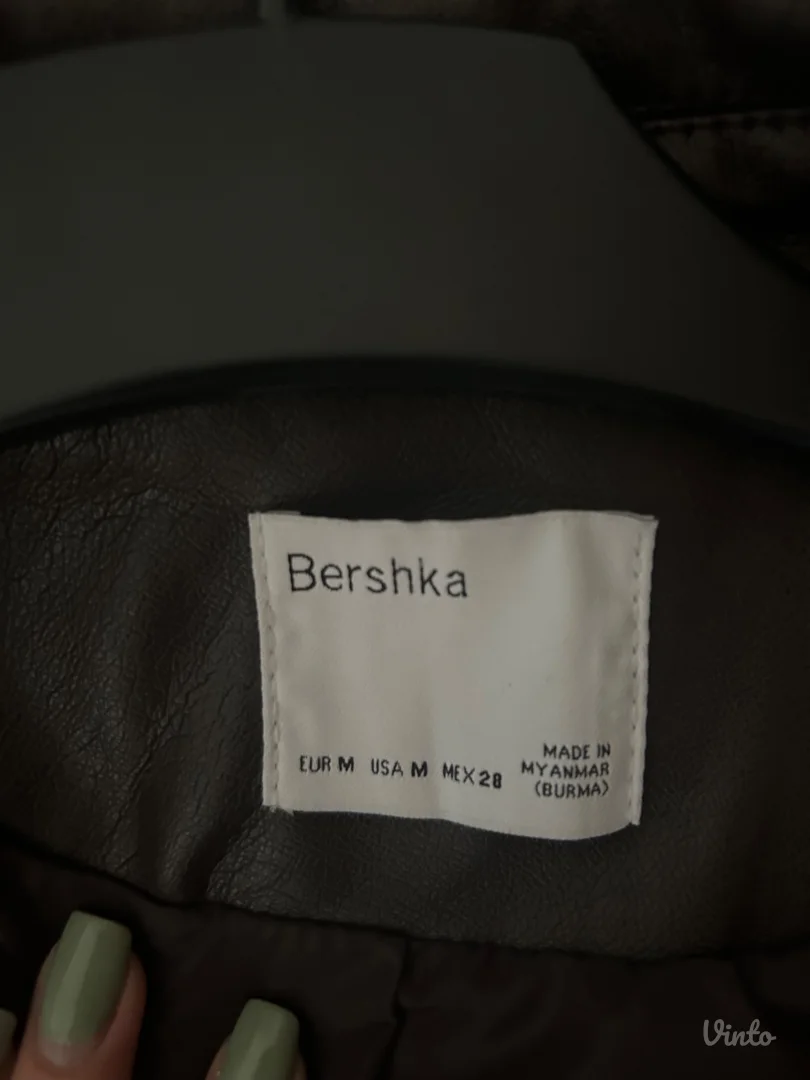 Bershka
EUR M USA M MEX 28
MADE IN
MYANMAR
(BURMA)
Vinto